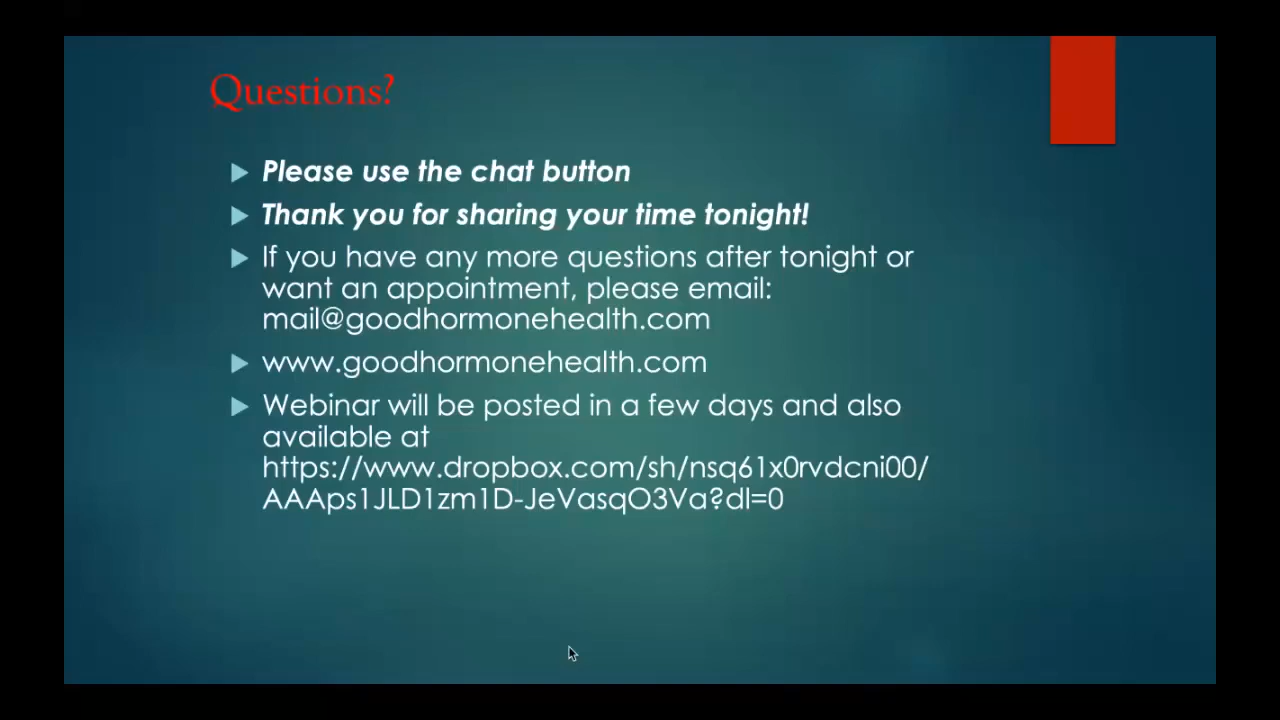 Questions?
Please use the chat button
Thank you for sharing your time tonight!
If you have any more questions after tonight or
want an appointment, please email:
mail@goodhormonehealth.com
www.goodhormonehealth.com
Webinar will be posted in a few days and also
available at
https://www.dropbox.com/sh/nsq61x0rvdcni00/
AAAps1JLD1zm1D-JeVasqO3Va?dl=0